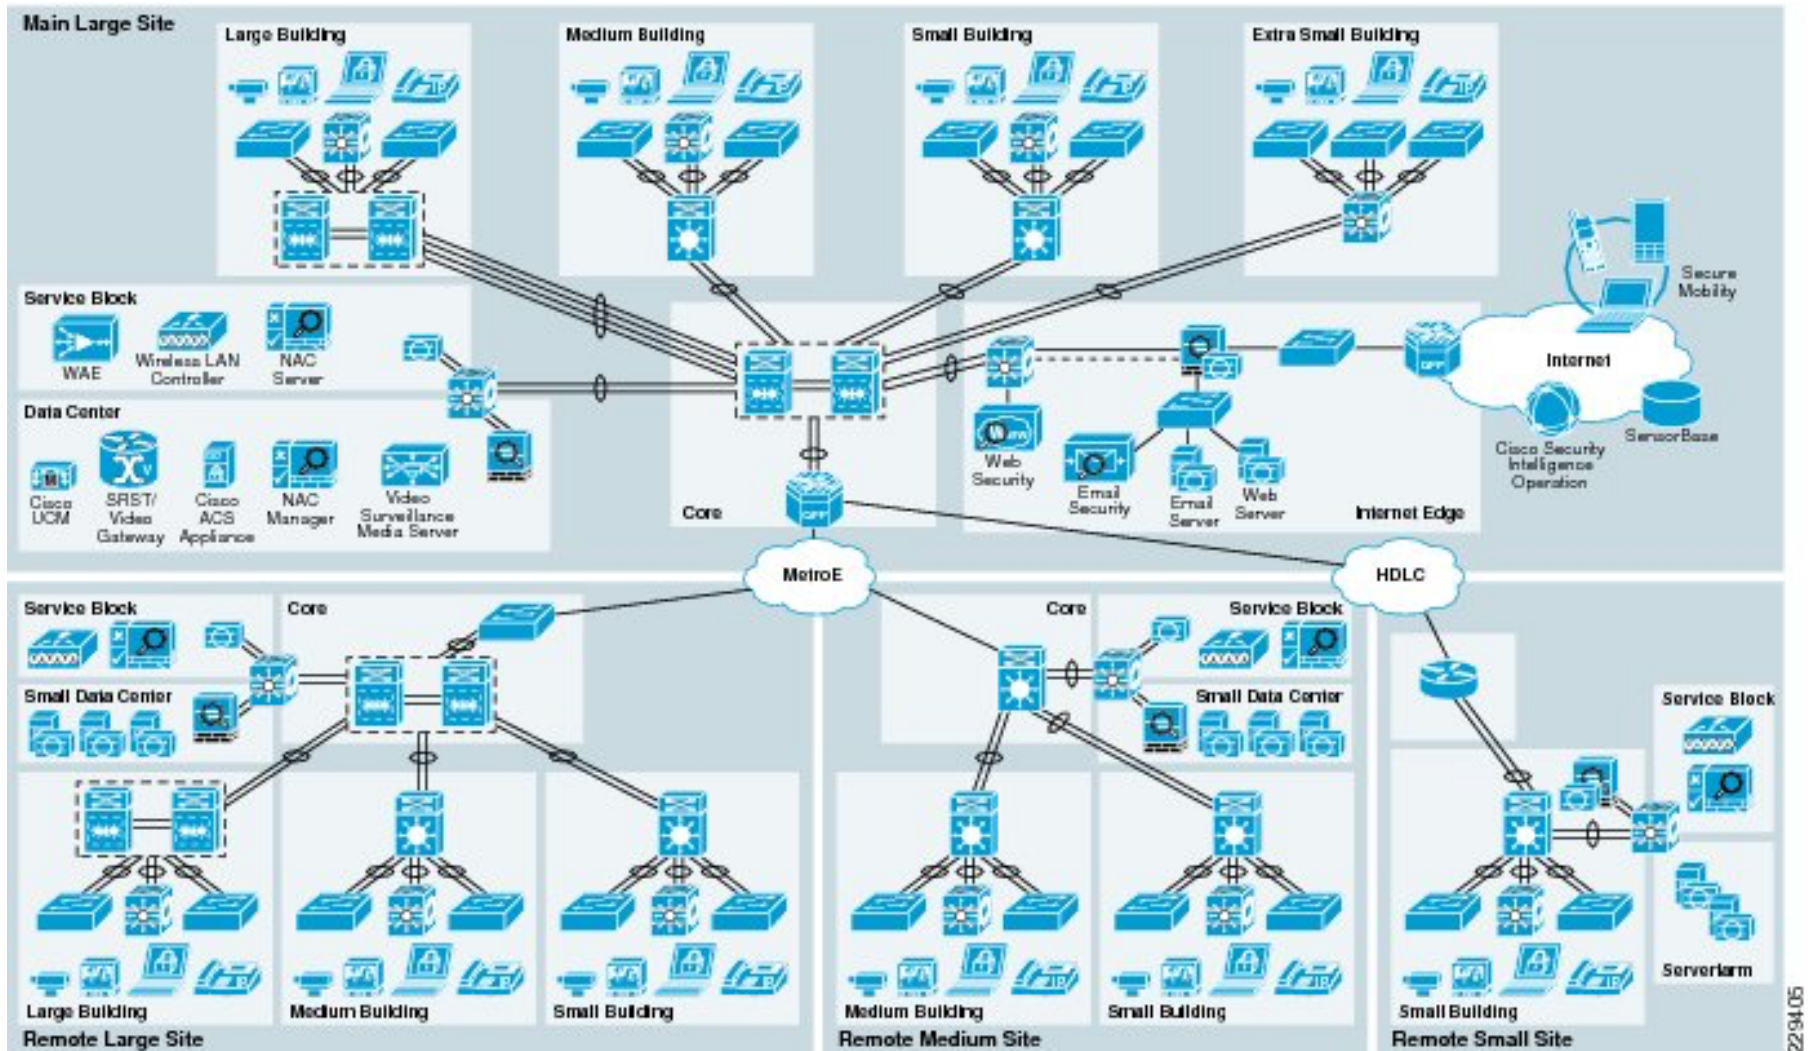 Main Large Site
Large Building
Medium Building
Small Building
Extra Small Building
Secure
Mobility
Service Block
WAE
Wireless LAN
Controller
NAC
Server
Internet
Data Center
Cisco
UCM
SRST/
Video
Gateway
Cisco
ACS
Appliance
NAC
Manager
Video
Surveillance
Media Server
Core
QFP
Web
Security
Email
Security
Email
Server
Web
Server
Internet Edge
QFP
Cisco Security
Intelligence
Operation
SensorBase
MetroE
HDLC
Service Block
Core
Small Data Center
Large Building
Medium Building
Small Building
Remote Large Site
Core
Service Block
Small Data Center
Medium Building
Small Building
Remote Medium Site
Service Block
Serverfarm
Small Building
Remote Small Site
229405